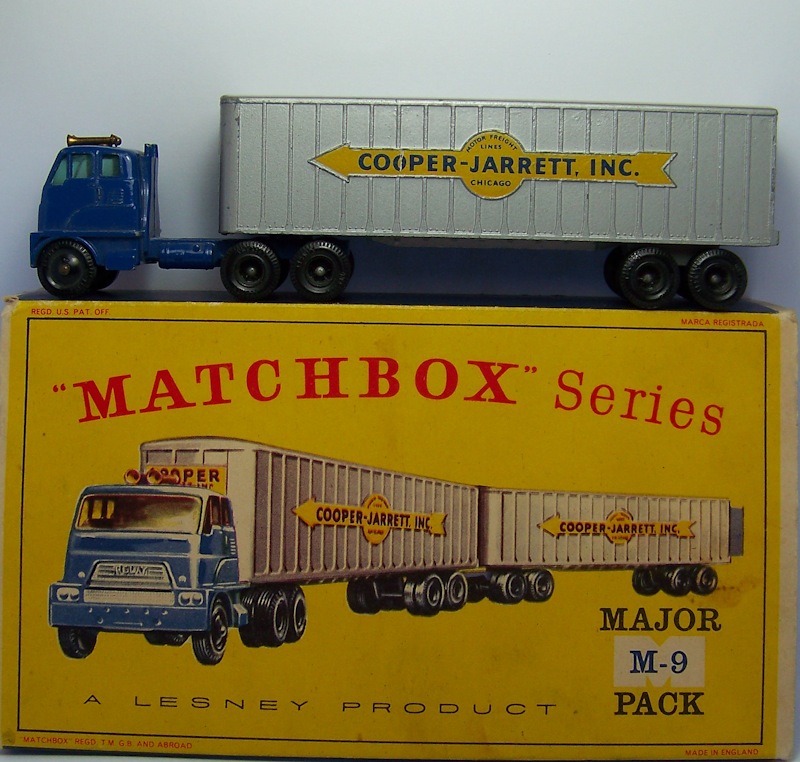 MOTOR FREIGHT
LINES
COOPER-JARRETT, INC.
CHICAGO
REGD. U.S. PAT. OFF.
MARCA REGISTRADA
"MATCHBOX" Series
COOPER
COOPER-JARRETT, INC.
COOPER-JARRETT, INC.
MAJOR
M-9
PACK
A LESNEY PRODUCT
"MATCHBOX" REGD. T.M. G.B. AND ABROAD
MADE IN ENGLAND